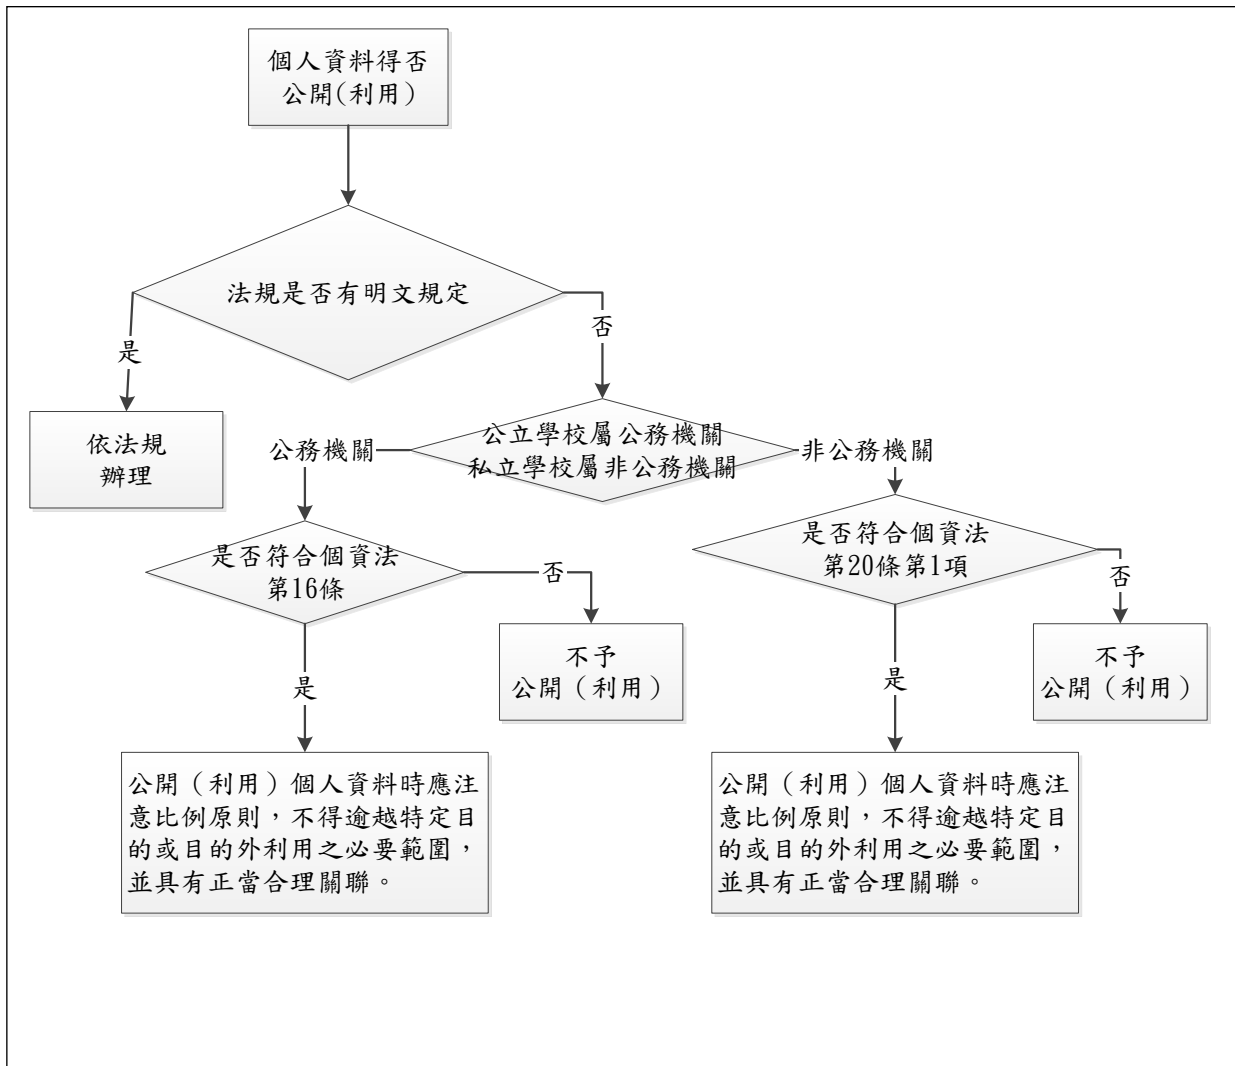 個人資料得否
公開(利用)
法規是否有明文規定
是
否
依法規
辦理
公務機關
公立學校屬公務機關
私立學校屬非公務機關
非公務機關
是否符合個資法
第16條
否
是否符合個資法
第20條第1項
否
不予
公開（利用）
不予
公開（利用）
是
是
公開（利用）個人資料時應注
意比例原則，不得逾越特定目
的或目的外利用之必要範圍，
並具有正當合理關聯。
公開（利用）個人資料時應注
意比例原則，不得逾越特定目
的或目的外利用之必要範圍，
並具有正當合理關聯。